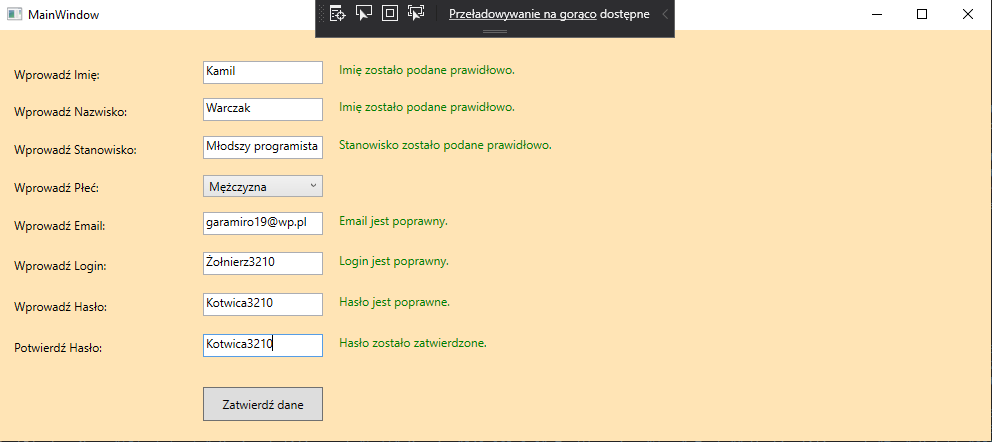 MainWindow
Przeładowywanie na gorąco dostępne
Wprowadź Imię:
Kamil
Imię zostało podane prawidłowo.
Wprowadź Nazwisko:
Warczak
Imię zostało podane prawidłowo.
Wprowadź Stanowisko:
Młodszy programista
Stanowisko zostało podane prawidłowo.
Wprowadź Płeć:
Mężczyzna
Wprowadź Email:
garamiro19@wp.pl
Email jest poprawny.
Wprowadź Login:
Żołnierz3210
Login jest poprawny.
Wprowadź Hasło:
Kotwica3210
Hasło jest poprawne.
Potwierdź Hasło:
Kotwica3210
Hasło zostało zatwierdzone.
Zatwierdź dane